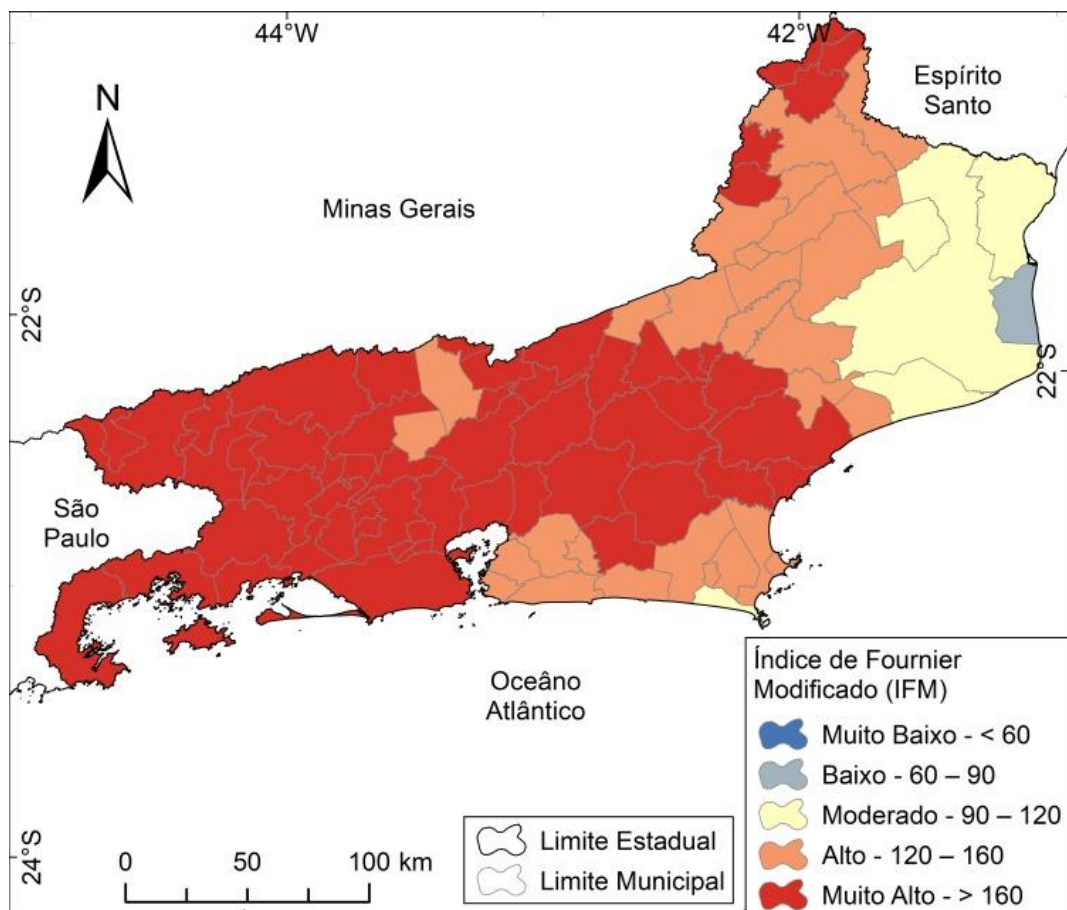 44°W
42°W
N
Espírito
Santo
Minas Gerais
22°S
22°S
São
Paulo
Oceâno
Atlântico
Índice de Fournier
Modificado (IFM)
Muito Baixo - < 60
Baixo - 60 – 90
Moderado - 90 – 120
Alto - 120 – 160
Muito Alto - > 160
Limite Estadual
Limite Municipal
24°S
0 50 100 km